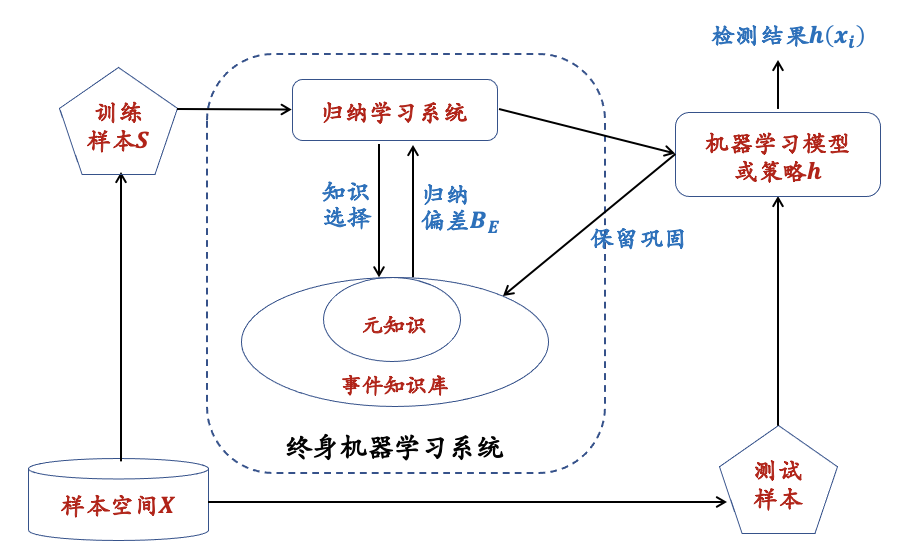 检测结果h(xᵢ)
训练
样本S
归纳学习系统
机器学习模型
或策略h
知识
选择
归纳
偏差B_E
保留巩固
元知识
事件知识库
终身机器学习系统
样本空间X
测试
样本